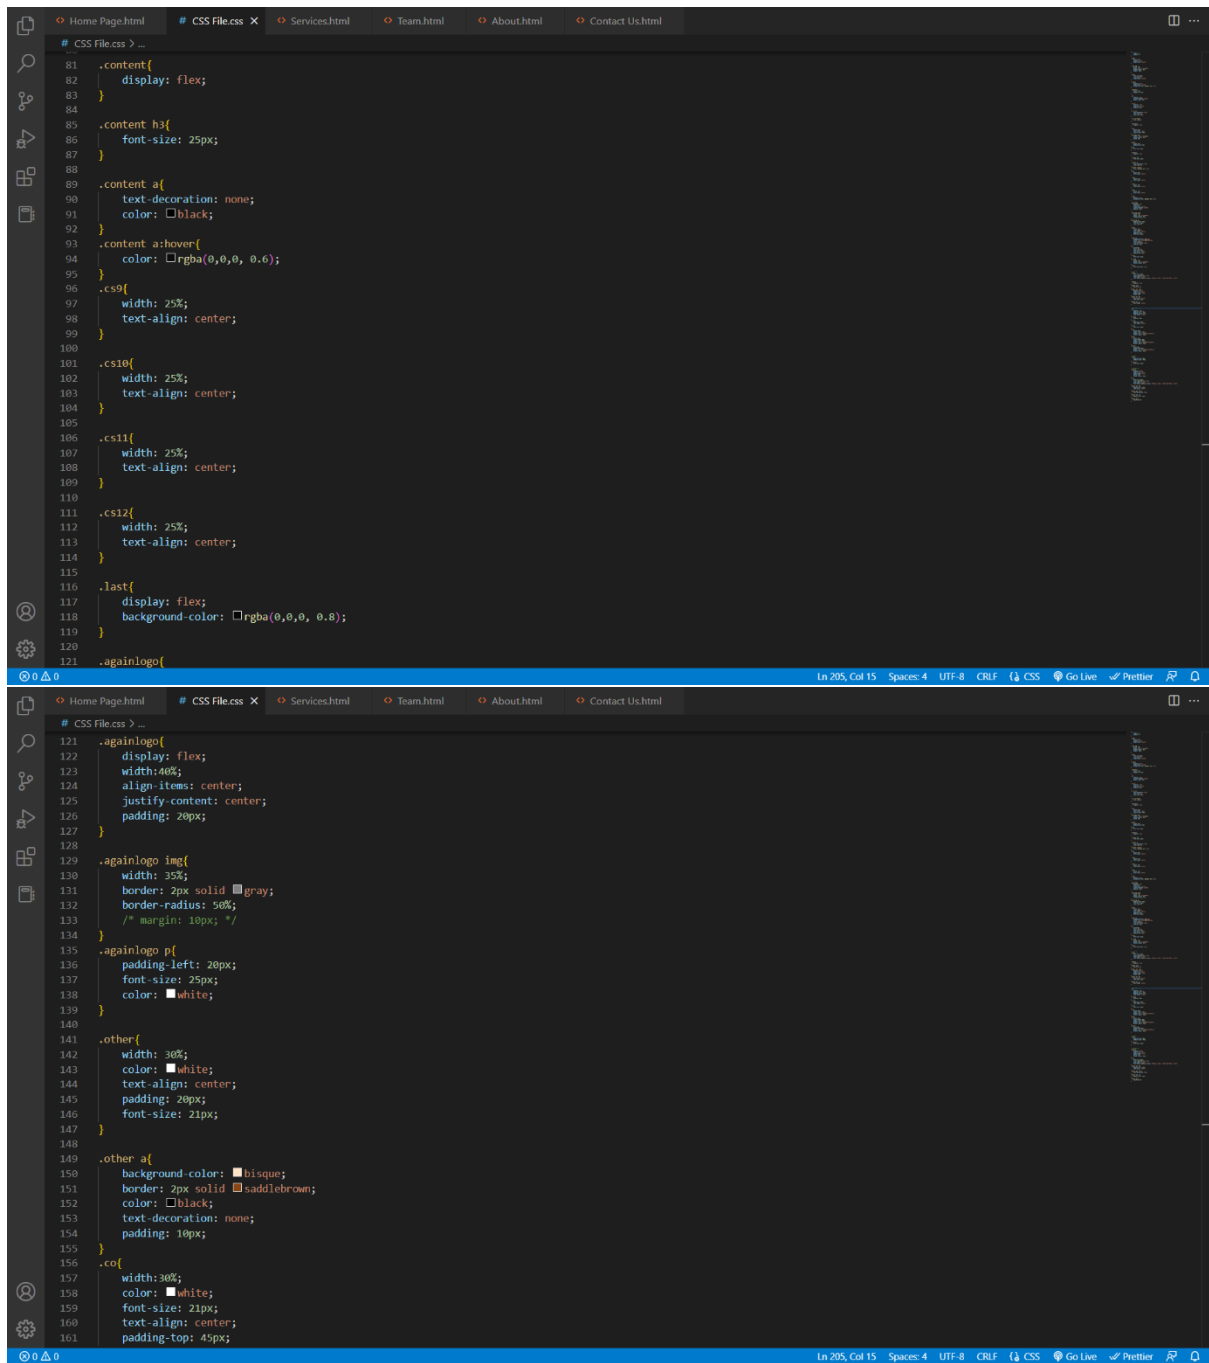 Home Page.html # CSS File.css X Services.html Team.html About.html Contact Us.html ...
# CSS File.css > ...
81 .content{
82 display: flex;
83 }
84
85 .content h3{
86 font-size: 25px;
87 }
88
89 .content a{
90 text-decoration: none;
91 color: black;
92 }
93 .content a:hover{
94 color: rgba(0,0,0, 0.6);
95 }
96 .cs9{
97 width: 25%;
98 text-align: center;
99 }
100
101 .cs10{
102 width: 25%;
103 text-align: center;
104 }
105
106 .cs11{
107 width: 25%;
108 text-align: center;
109 }
110
111 .cs12{
112 width: 25%;
113 text-align: center;
114 }
115
116 .last{
117 display: flex;
118 background-color: rgba(0,0,0, 0.8);
119 }
120
121 .againlogo{
0 0 Ln 205, Col 15 Spaces: 4 UTF-8 CRLF CSS Go Live Prettier
Home Page.html # CSS File.css X Services.html Team.html About.html Contact Us.html ...
# CSS File.css > ...
121 .againlogo{
122 display: flex;
123 width:40%;
124 align-items: center;
125 justify-content: center;
126 padding: 20px;
127 }
128
129 .againlogo img{
130 width: 35%;
131 border: 2px solid gray;
132 border-radius: 50%;
133 /* margin: 10px; */
134 }
135 .againlogo p{
136 padding-left: 20px;
137 font-size: 25px;
138 color: white;
139 }
140
141 .other{
142 width: 30%;
143 color: white;
144 text-align: center;
145 padding: 20px;
146 font-size: 21px;
147 }
148
149 .other a{
150 background-color: bisque;
151 border: 2px solid saddlebrown;
152 color: black;
153 text-decoration: none;
154 padding: 10px;
155 }
156 .co{
157 width:30%;
158 color: white;
159 font-size: 21px;
160 text-align: center;
161 padding-top: 45px;
0 0 Ln 205, Col 15 Spaces: 4 UTF-8 CRLF CSS Go Live Prettier